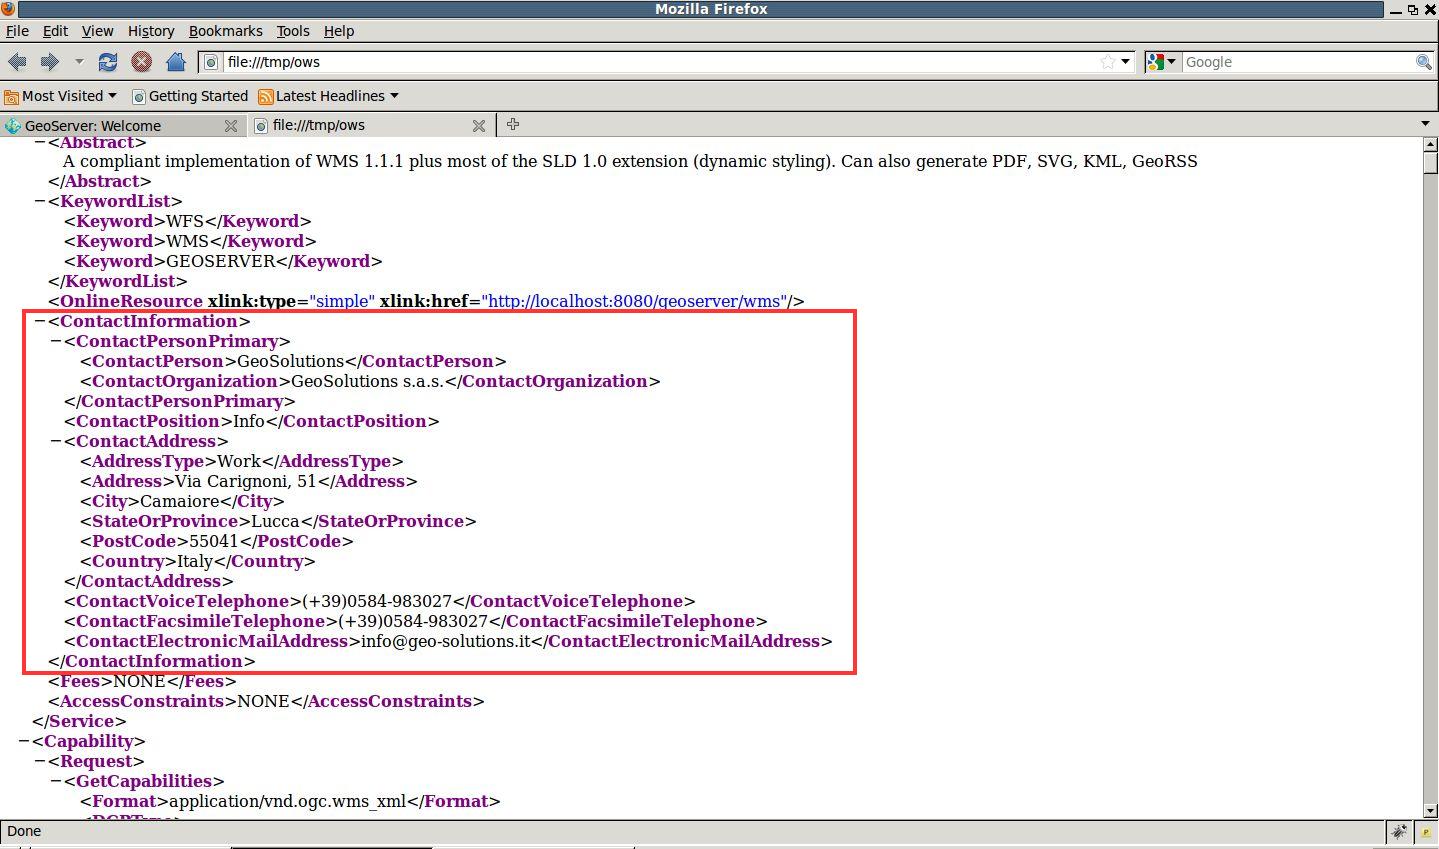 Mozilla Firefox
File Edit View History Bookmarks Tools Help
file:///tmp/ows
Google
Most Visited Getting Started Latest Headlines
GeoServer: Welcome file:///tmp/ows
−<Abstract>
A compliant implementation of WMS 1.1.1 plus most of the SLD 1.0 extension (dynamic styling). Can also generate PDF, SVG, KML, GeoRSS
</Abstract>
−<KeywordList>
<Keyword>WFS</Keyword>
<Keyword>WMS</Keyword>
<Keyword>GEOSERVER</Keyword>
</KeywordList>
<OnlineResource xlink:type="simple" xlink:href="http://localhost:8080/geoserver/wms"/>
−<ContactInformation>
−<ContactPersonPrimary>
<ContactPerson>GeoSolutions</ContactPerson>
<ContactOrganization>GeoSolutions s.a.s.</ContactOrganization>
</ContactPersonPrimary>
<ContactPosition>Info</ContactPosition>
−<ContactAddress>
<AddressType>Work</AddressType>
<Address>Via Carignoni, 51</Address>
<City>Camaiore</City>
<StateOrProvince>Lucca</StateOrProvince>
<PostCode>55041</PostCode>
<Country>Italy</Country>
</ContactAddress>
<ContactVoiceTelephone>(+39)0584-983027</ContactVoiceTelephone>
<ContactFacsimileTelephone>(+39)0584-983027</ContactFacsimileTelephone>
<ContactElectronicMailAddress>info@geo-solutions.it</ContactElectronicMailAddress>
</ContactInformation>
<Fees>NONE</Fees>
<AccessConstraints>NONE</AccessConstraints>
</Service>
−<Capability>
−<Request>
−<GetCapabilities>
<Format>application/vnd.ogc.wms_xml</Format>
Done